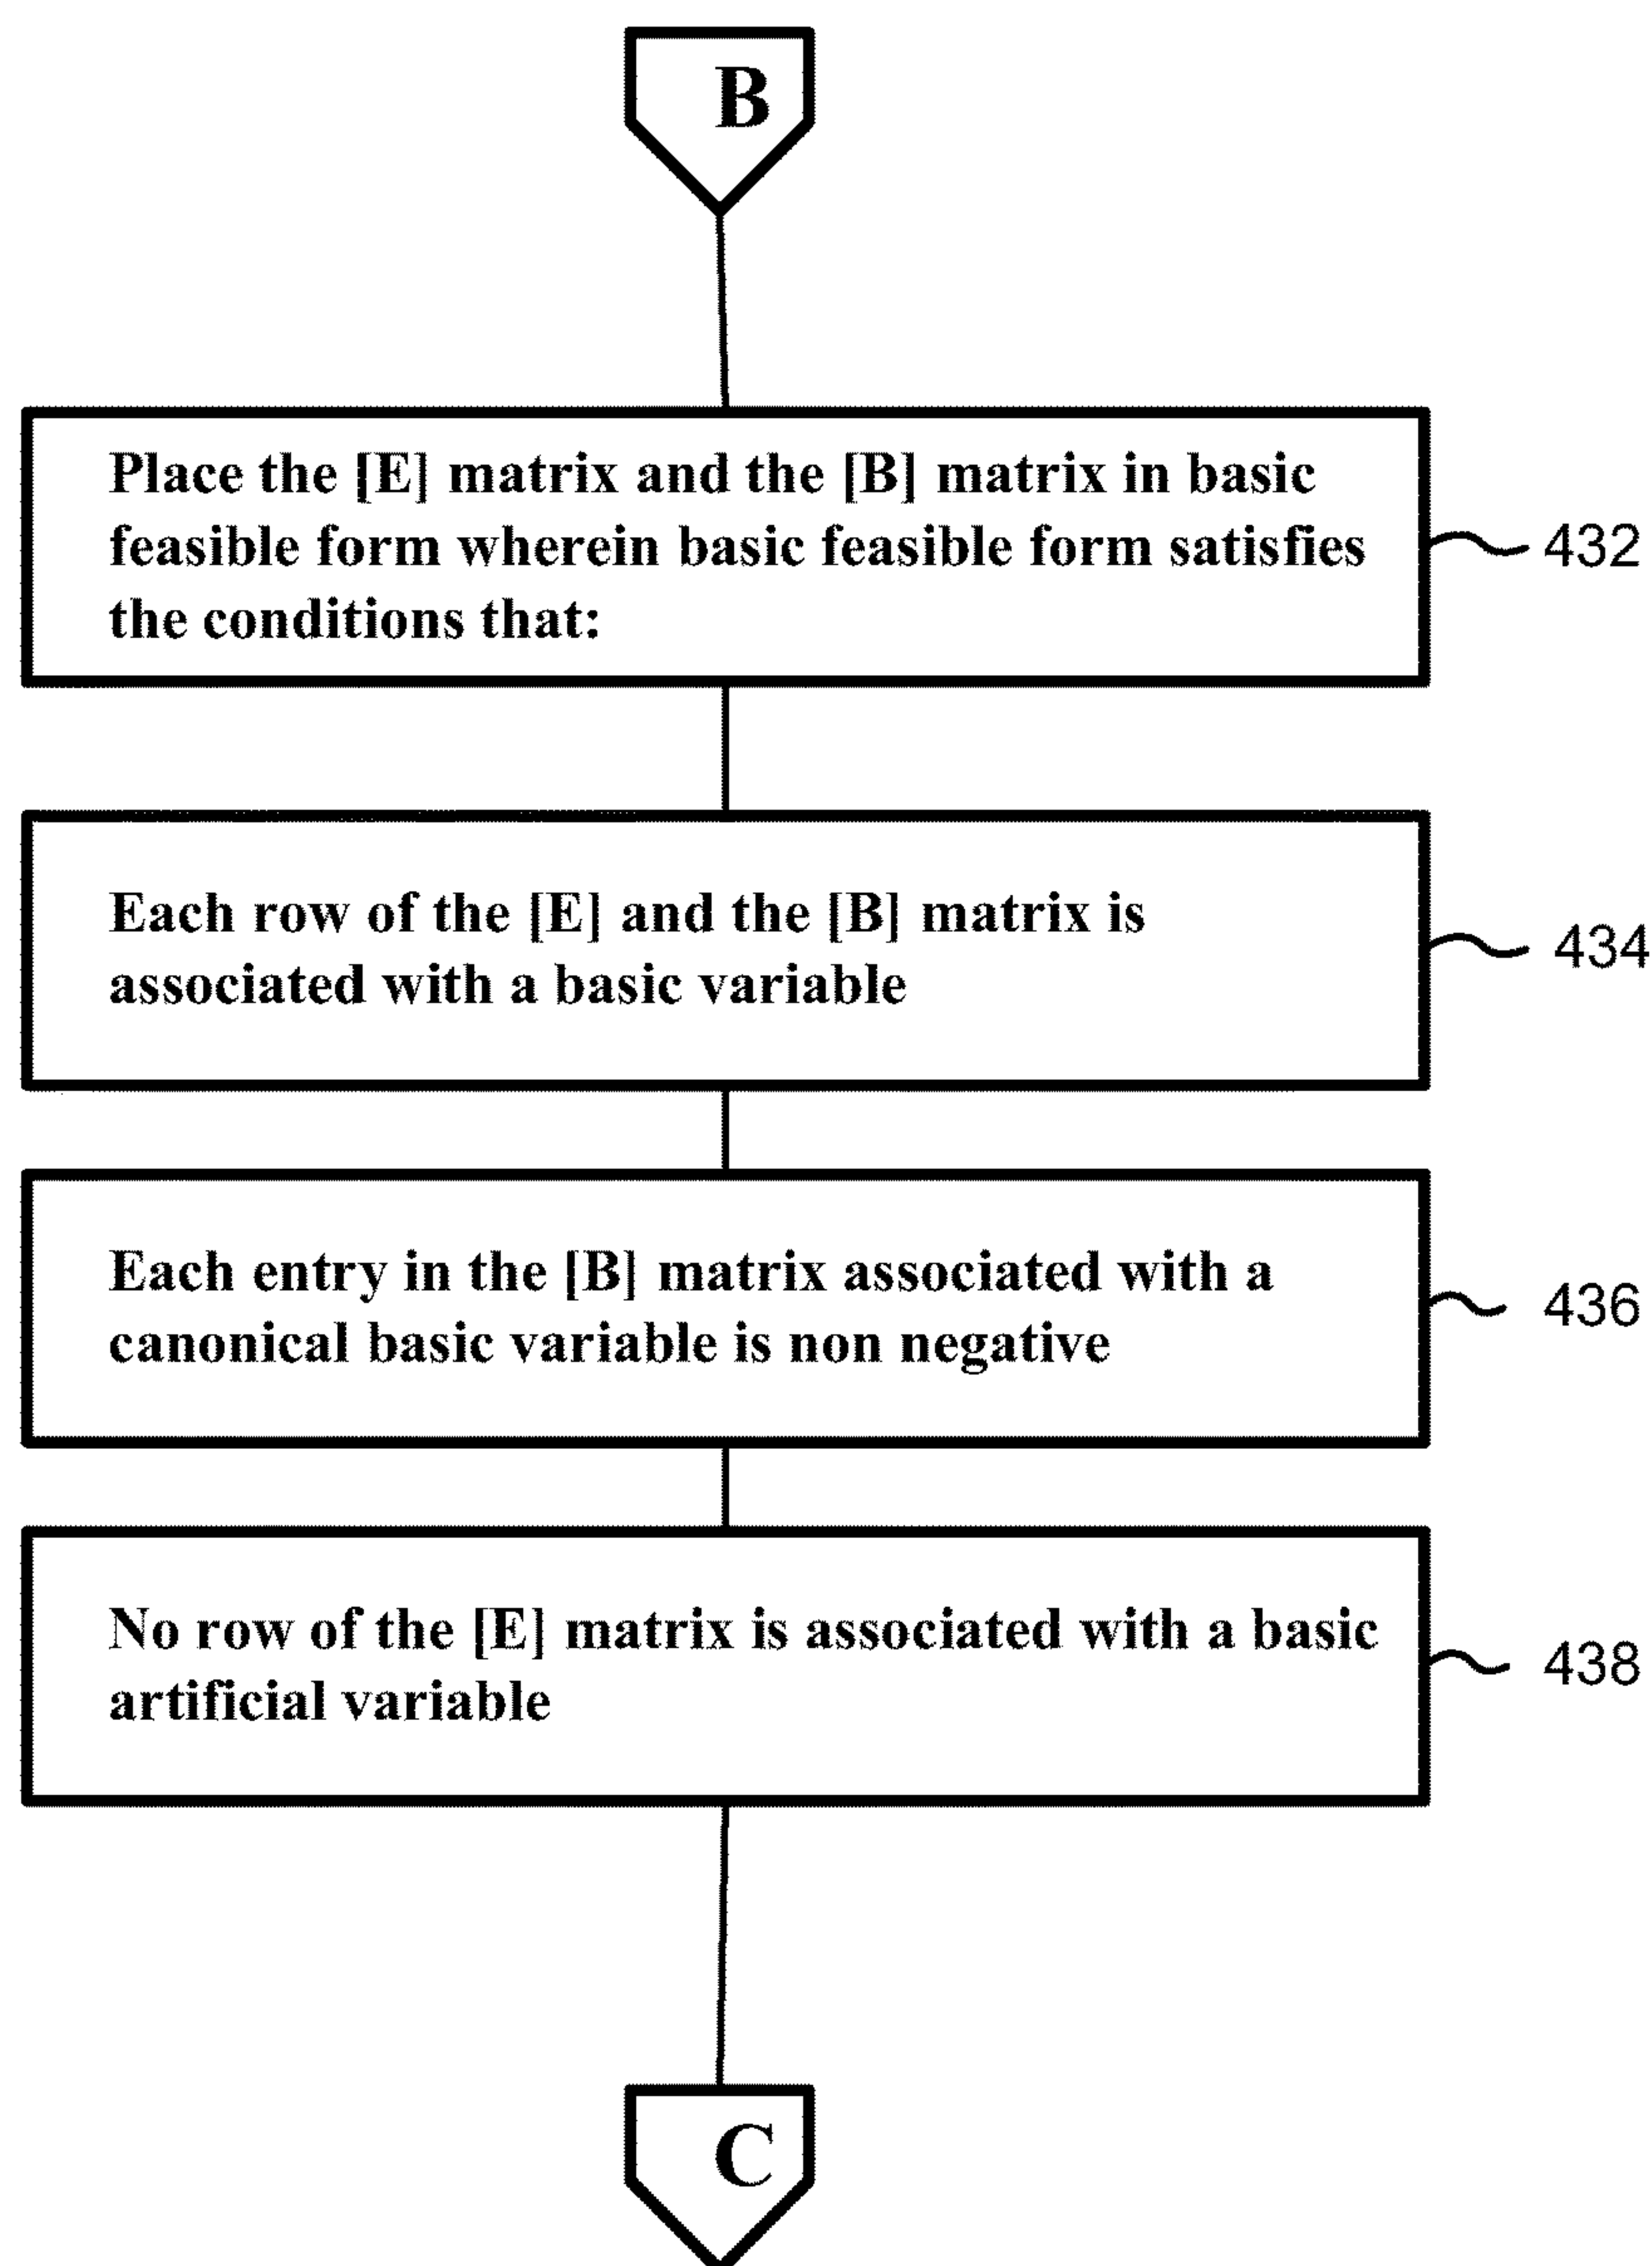 B
Place the [E] matrix and the [B] matrix in basic
feasible form wherein basic feasible form satisfies
the conditions that:
432
Each row of the [E] and the [B] matrix is
associated with a basic variable
434
Each entry in the [B] matrix associated with a
canonical basic variable is non negative
436
No row of the [E] matrix is associated with a basic
artificial variable
438
C